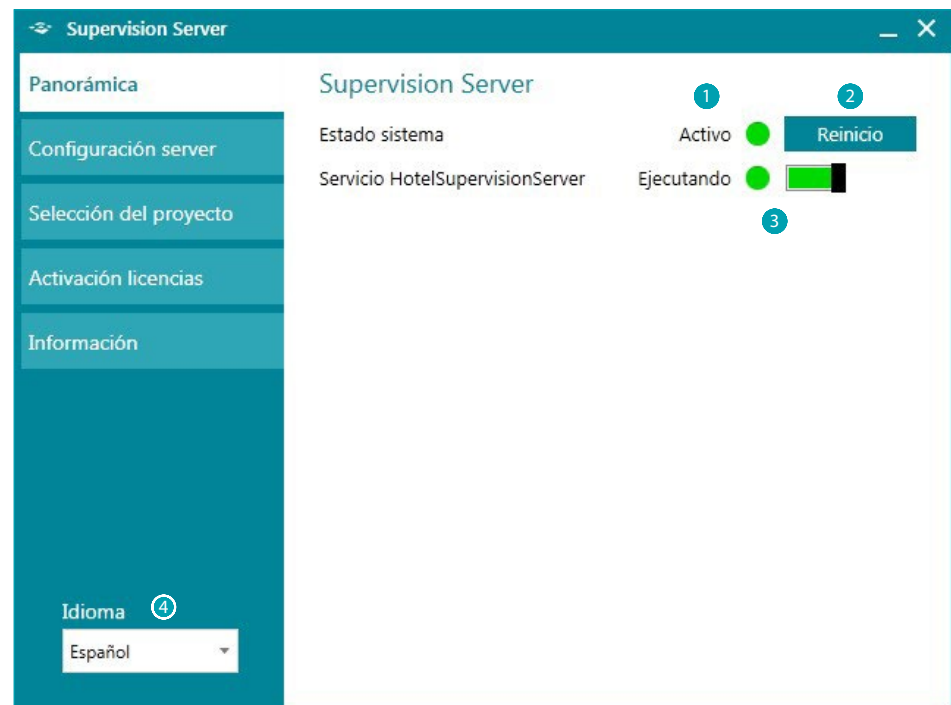 Supervision Server
Panorámica
Configuración server
Selección del proyecto
Activación licencias
Información
Idioma 4
Español
Supervision Server
1 2
Estado sistema Activo Reinicio
Servicio HotelSupervisionServer Ejecutando
3